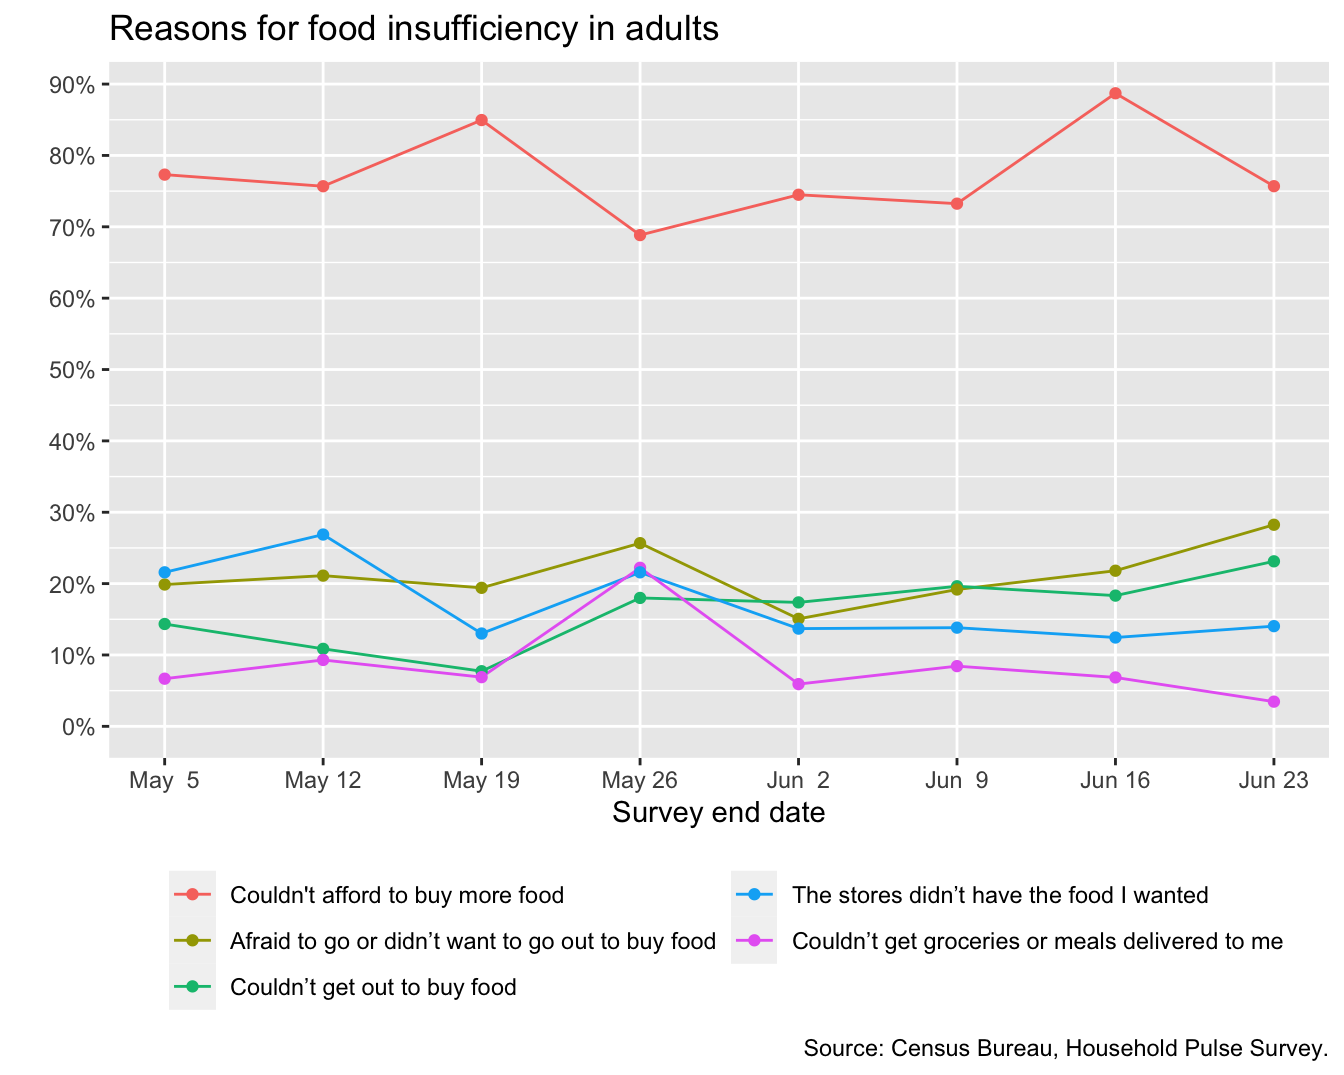 Reasons for food insufficiency in adults
90%
80%
70%
60%
50%
40%
30%
20%
10%
0%
May  5 May 12 May 19 May 26 Jun  2 Jun  9 Jun 16 Jun 23
Survey end date
Couldn't afford to buy more food
Afraid to go or didn’t want to go out to buy food
Couldn’t get out to buy food
The stores didn’t have the food I wanted
Couldn’t get groceries or meals delivered to me
Source: Census Bureau, Household Pulse Survey.